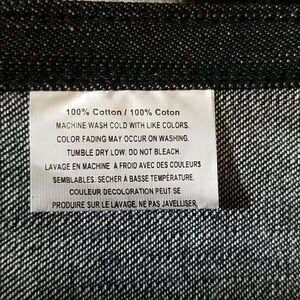 100% Cotton / 100% Coton
MACHINE WASH COLD WITH LIKE COLORS.
COLOR FADING MAY OCCUR ON WASHING.
TUMBLE DRY LOW. DO NOT BLEACH.
LAVAGE EN MACHINE À FROID AVEC DES COULEURS
SEMBLABLES. SÉCHER À BASSE TEMPÉRATURE.
COULEUR DECOLORATION PEUT SE
PRODUIRE SUR LE LAVAGE. NE PAS JAVELLISER.